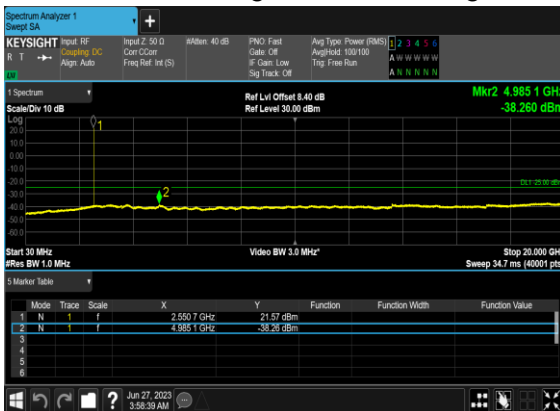 Spectrum Analyzer 1
Swept SA
KEYSIGHT Input: RF Input Z: 50 Ω #Atten: 40 dB PNO: Fast Avg Type: Power (RMS) 1 2 3 4 5 6
R T Coupling: DC Corr CCorr Gate: Off Avg|Hold: 100/100 A W W W W W
Align: Auto Freq Ref: Int (S) IF Gain: Low Trig: Free Run
Sig Track: Off A N N N N N
LV
1 Spectrum Ref Lvl Offset 8.40 dB Mkr2 4.985 1 GHz
Scale/Div 10 dB Ref Level 30.00 dBm -38.260 dBm
Log
20.0
10.0
0.00
-10.0
-20.0
-30.0
-40.0
-50.0
-60.0
1
2
DL1 -25.00 dBm
Start 30 MHz Video BW 3.0 MHz* Stop 20.000 GHz
#Res BW 1.0 MHz Sweep 34.7 ms (40001 pts)
5 Marker Table
Mode Trace Scale X Y Function Function Width Function Value
1 N 1 f 2.550 7 GHz 21.57 dBm
2 N 1 f 4.985 1 GHz -38.26 dBm
3
4
5
6
? Jun 27, 2023
3:58:39 AM